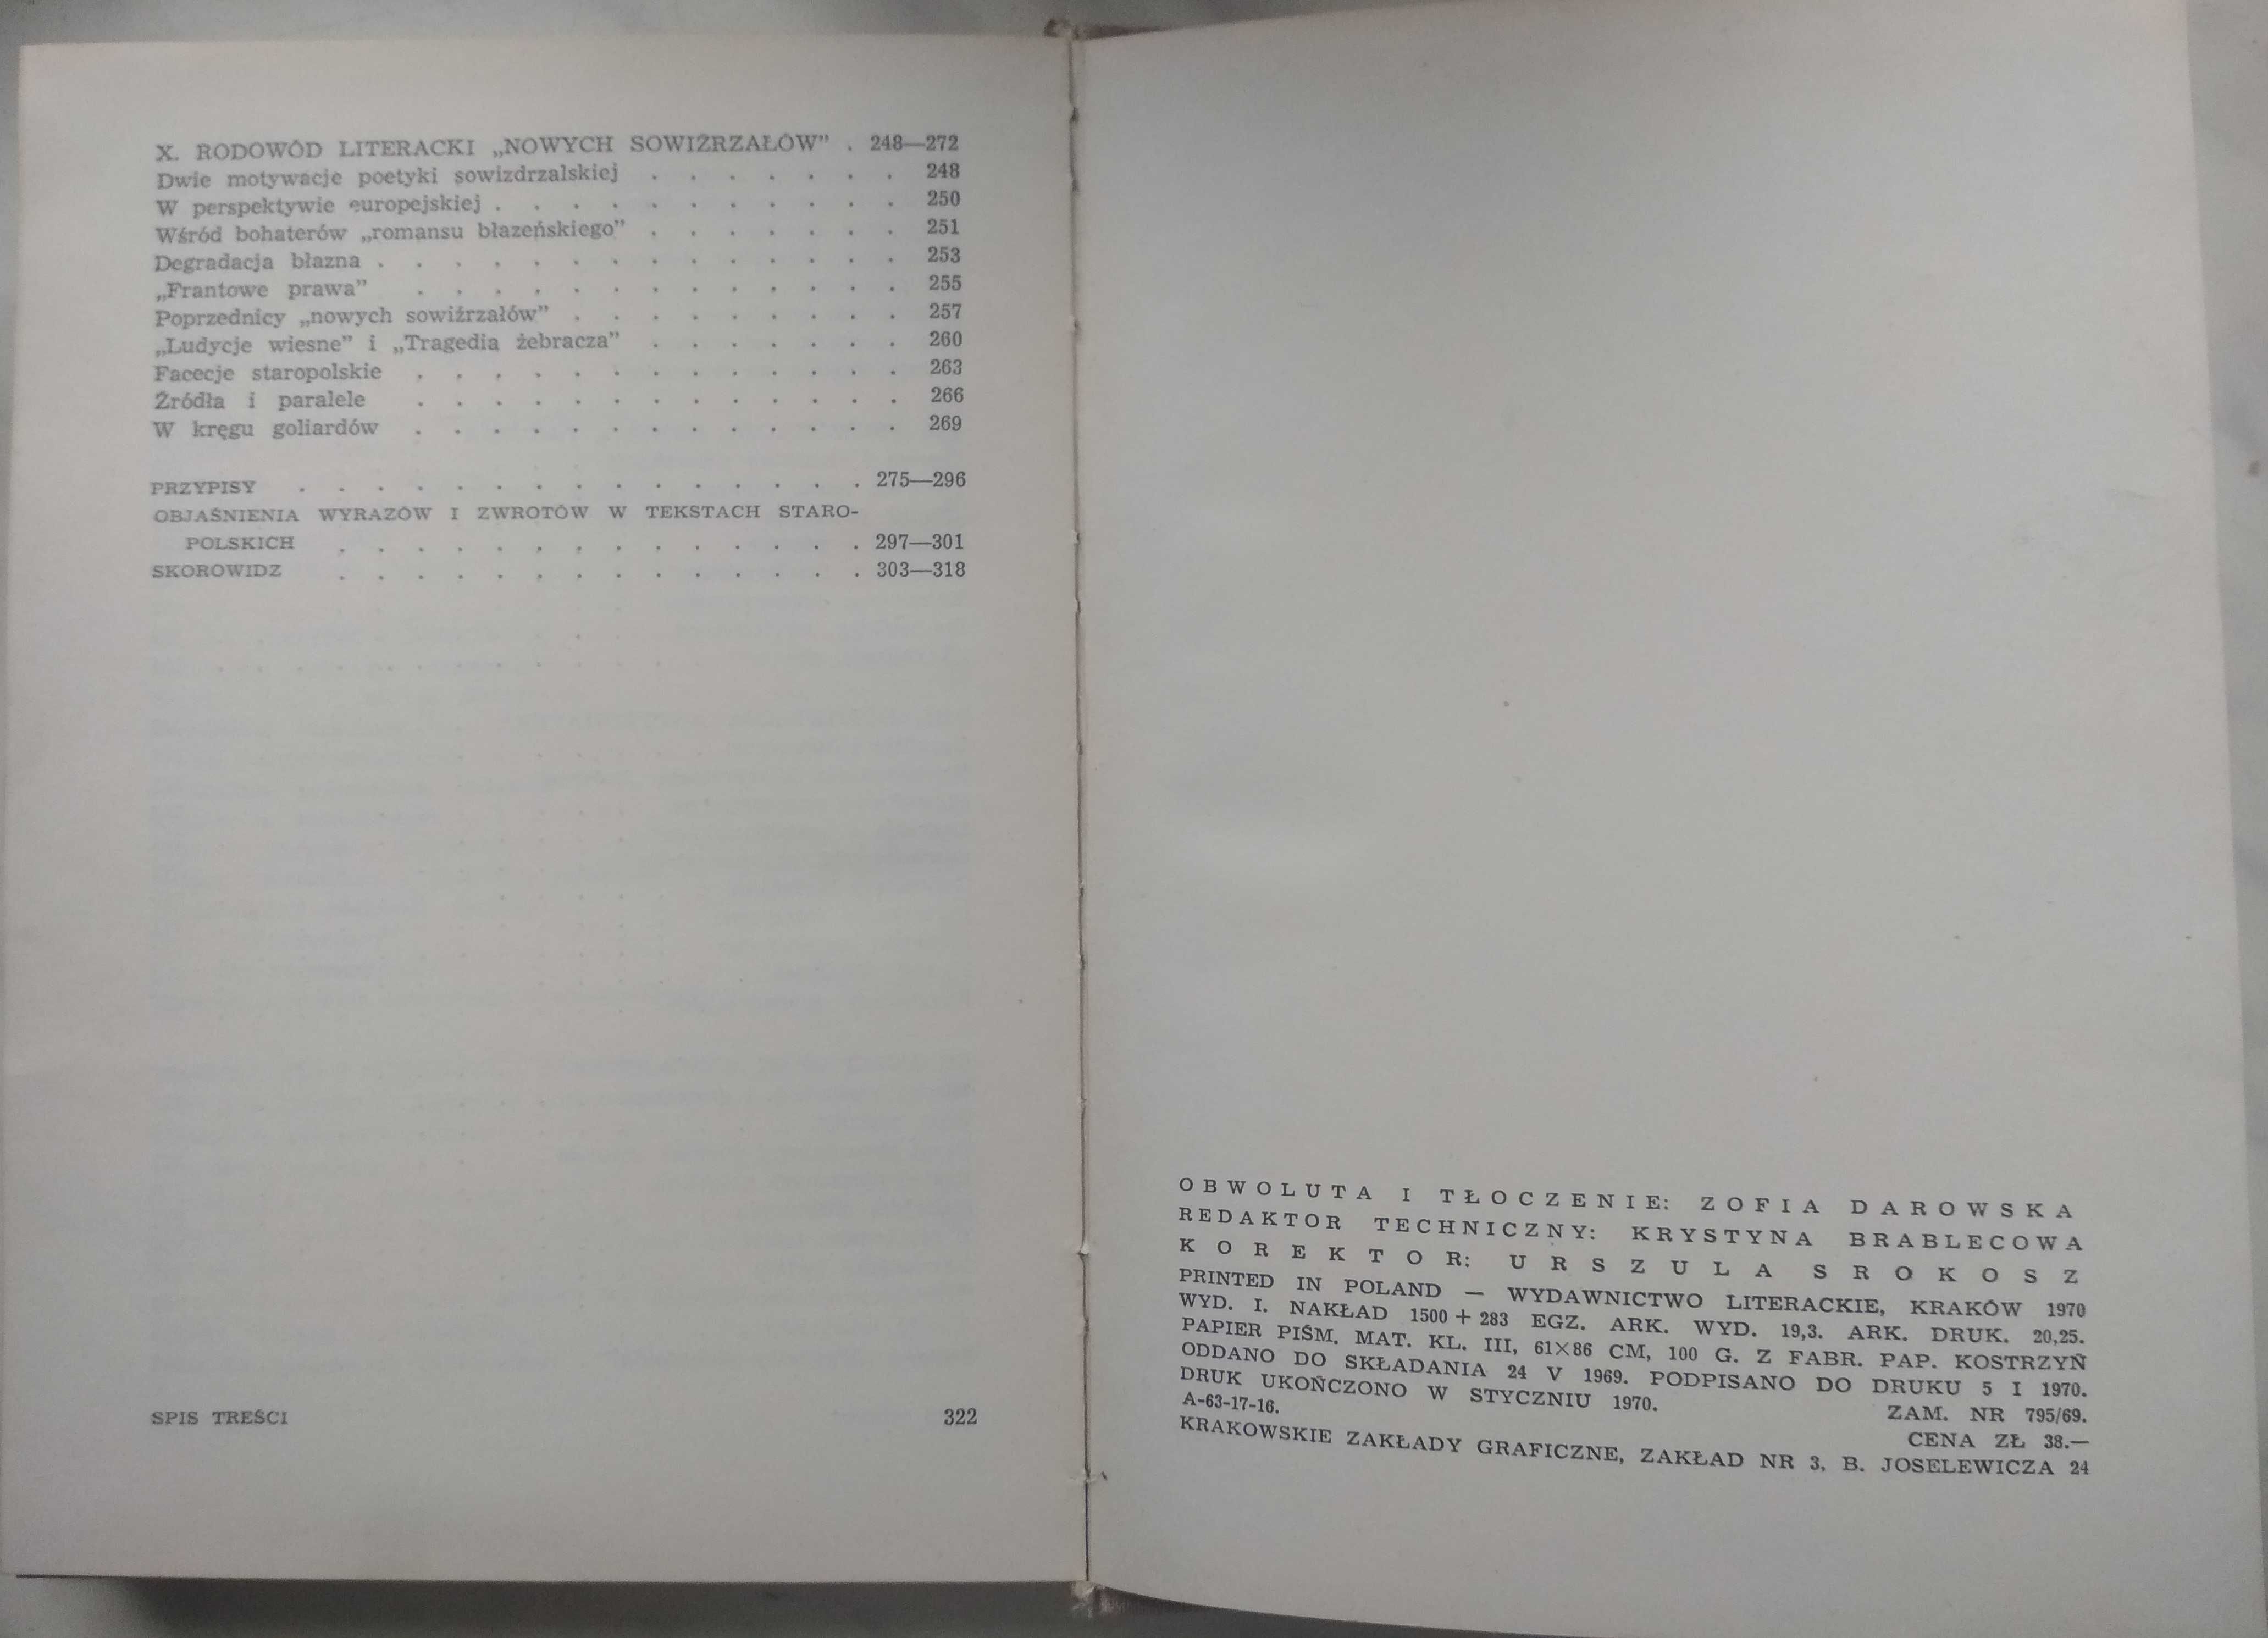 X. RODOWÓD LITERACKI „NOWYCH SOWIŹRZAŁÓW” . 248—272
Dwie motywacje poetyki sowizdrzalskiej . . . . . . . 248
W perspektywie europejskiej . . . . . . . . . . . 250
Wśród bohaterów „romansu błazeńskiego” . . . . . . . 251
Degradacja błazna . . . . . . . . . . . . . . 253
„Frantowe prawa” . . . . . . . . . . . . . 255
Poprzednicy „nowych sowiźrzałów” . . . . . . . . . 257
„Ludycje wiesne” i „Tragedia żebracza” . . . . . . . 260
Facecje staropolskie . . . . . . . . . . . . . 263
Źródła i paralele . . . . . . . . . . . . . 266
W kręgu goliardów . . . . . . . . . . . . . 269
PRZYPISY . . . . . . . . . . . . . . . 275—296
OBJAŚNIENIA WYRAZÓW I ZWROTÓW W TEKSTACH STARO-
POLSKICH . . . . . . . . . . . . . . 297—301
SKOROWIDZ . . . . . . . . . . . . . . 303—318
SPIS TREŚCI 322
OBWOLUTA I TŁOCZENIE: ZOFIA DAROWSKA
REDAKTOR TECHNICZNY: KRYSTYNA BRABLECOWA
KOREKTOR: URSZULA SROKOSZ
PRINTED IN POLAND — WYDAWNICTWO LITERACKIE, KRAKÓW 1970
WYD. I. NAKŁAD 1500 + 283 EGZ. ARK. WYD. 19,3. ARK. DRUK. 20,25.
PAPIER PIŚM. MAT. KL. III, 61×86 CM, 100 G. Z FABR. PAP. KOSTRZYŃ
ODDANO DO SKŁADANIA 24 V 1969. PODPISANO DO DRUKU 5 I 1970.
DRUK UKOŃCZONO W STYCZNIU 1970. ZAM. NR 795/69.
A-63-17-16. CENA ZŁ 38.—
KRAKOWSKIE ZAKŁADY GRAFICZNE, ZAKŁAD NR 3, B. JOSELEWICZA 24